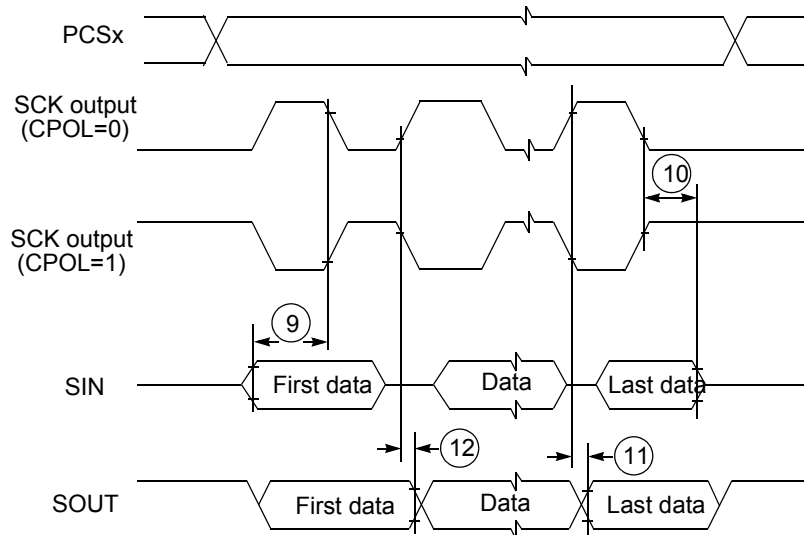 PCSx
SCK output
(CPOL=0)
10
SCK output
(CPOL=1)
9
SIN
First data
Data
Last data
12
11
SOUT
First data
Data
Last data